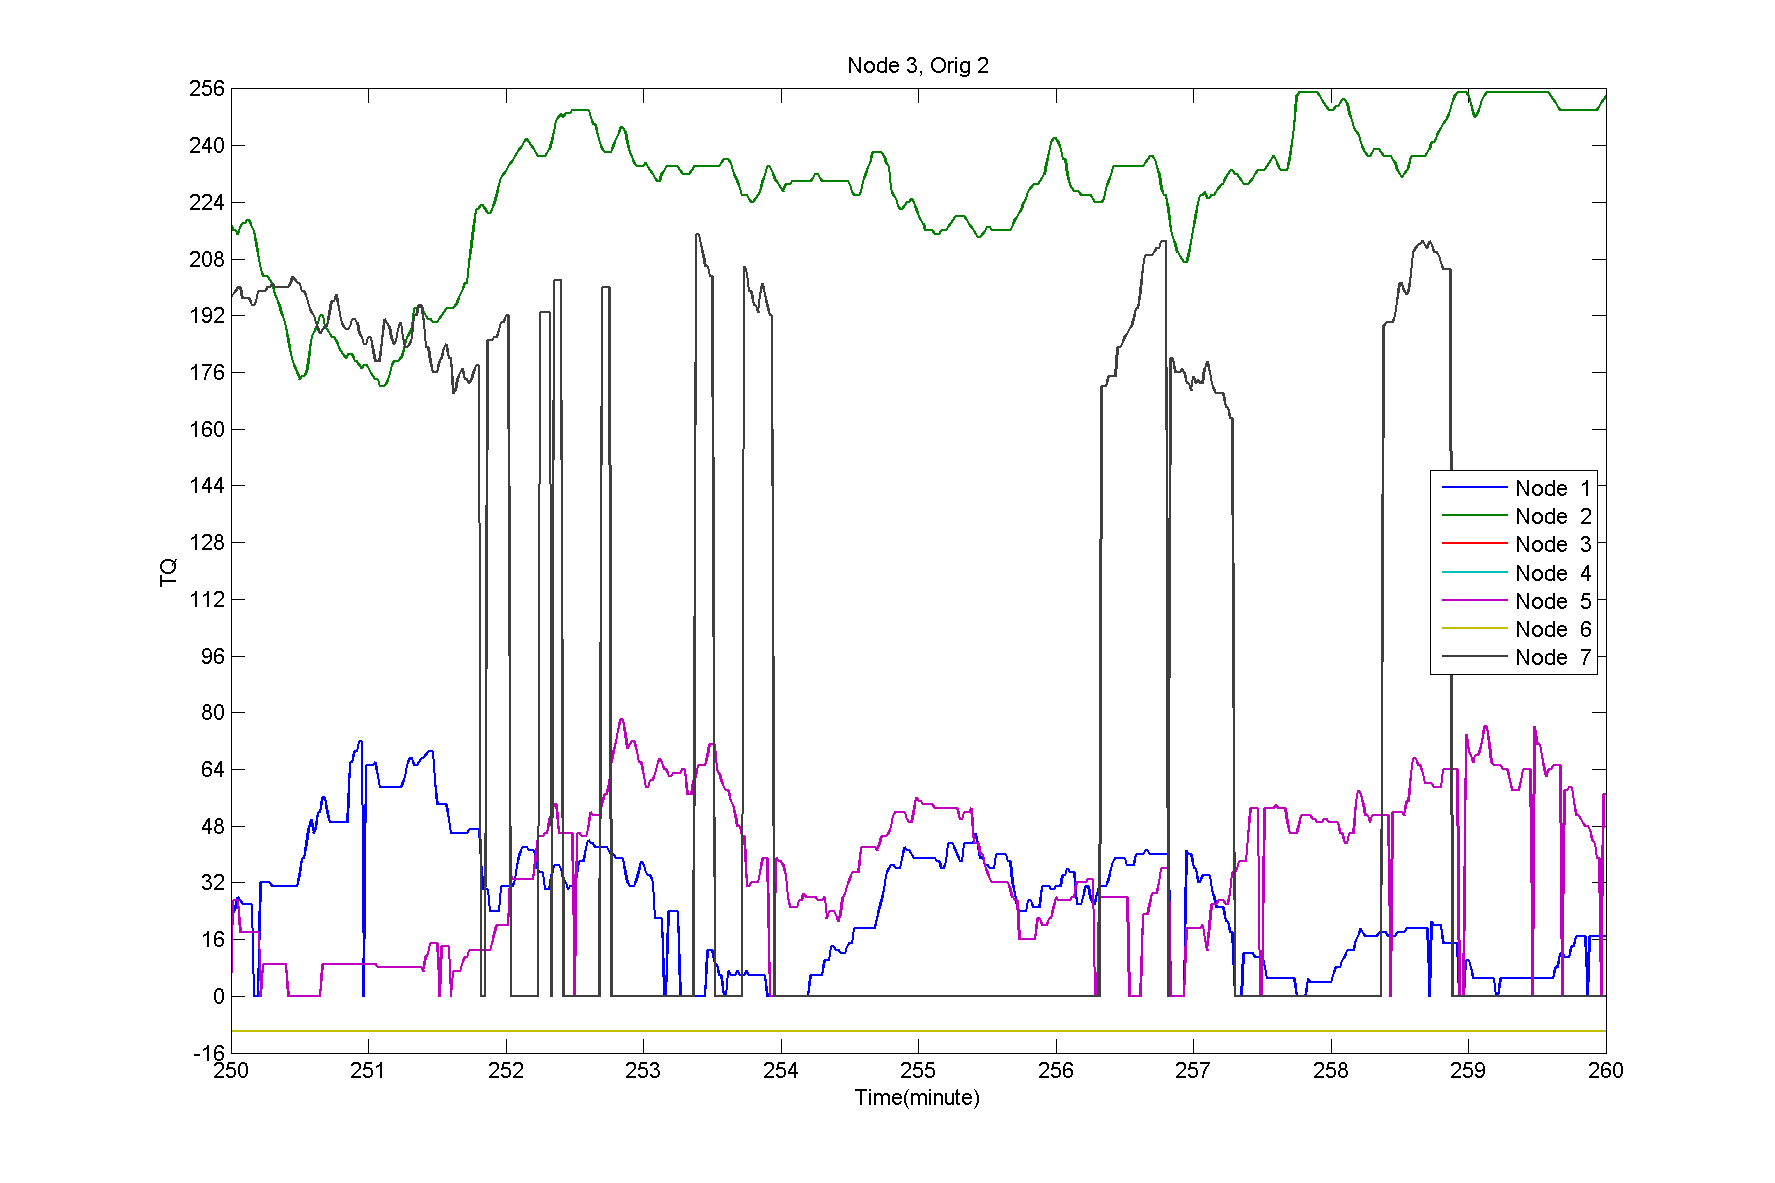 Node 3, Orig 2
256
240
224
208
192
176
160
144
128
112
96
80
64
48
32
16
0
-16
TQ
Node 1
Node 2
Node 3
Node 4
Node 5
Node 6
Node 7
250 251 252 253 254 255 256 257 258 259 260
Time(minute)